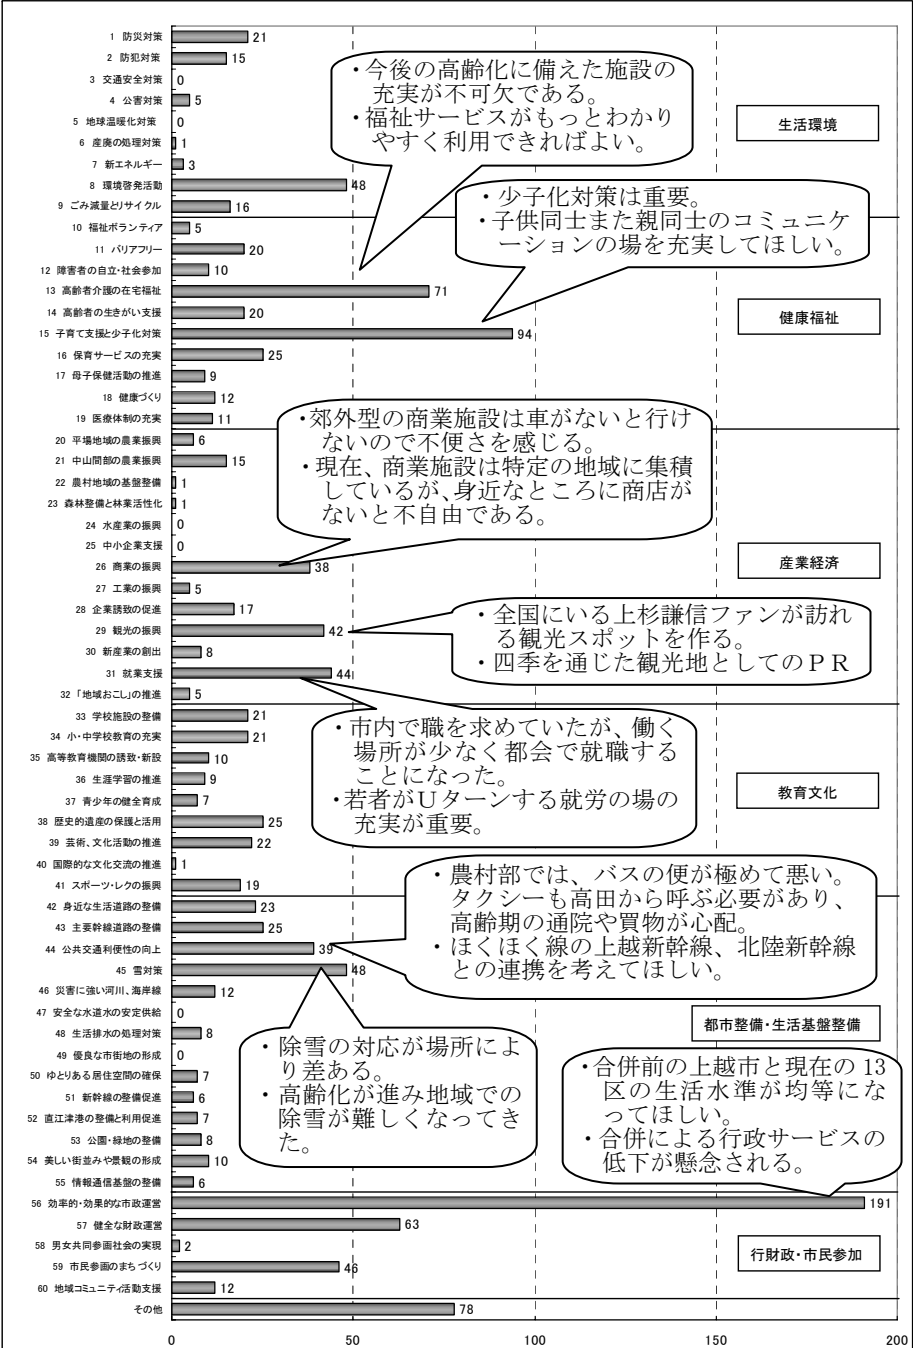 1 防災対策 21
2 防犯対策 15
3 交通安全対策 0
4 公害対策 5
5 地球温暖化対策 0
6 産廃の処理対策 1
7 新エネルギー 3
8 環境啓発活動 48
9 ごみ減量とリサイクル 16
生活環境
・今後の高齢化に備えた施設の
充実が不可欠である。
・福祉サービスがもっとわかり
やすく利用できればよい。
10 福祉ボランティア 5
11 バリアフリー 20
12 障害者の自立・社会参加 10
13 高齢者介護の在宅福祉 71
14 高齢者の生きがい支援 20
15 子育て支援と少子化対策 94
16 保育サービスの充実 25
17 母子保健活動の推進 9
18 健康づくり 12
19 医療体制の充実 11
健康福祉
・少子化対策は重要。
・子供同士また親同士のコミュニケ
ーションの場を充実してほしい。
20 平場地域の農業振興 6
21 中山間部の農業振興 15
22 農村地域の基盤整備 1
23 森林整備と林業活性化 1
24 水産業の振興 0
25 中小企業支援 0
26 商業の振興 38
27 工業の振興 5
28 企業誘致の促進 17
29 観光の振興 42
30 新産業の創出 8
31 就業支援 44
32 「地域おこし」の推進 5
産業経済
・郊外型の商業施設は車がないと行け
ないので不便さを感じる。
・現在、商業施設は特定の地域に集積
しているが、身近なところに商店が
ないと不自由である。
・全国にいる上杉謙信ファンが訪れ
る観光スポットを作る。
・四季を通じた観光地としてのPR
33 学校施設の整備 21
34 小・中学校教育の充実 21
35 高等教育機関の誘致・新設 10
36 生涯学習の推進 9
37 青少年の健全育成 7
38 歴史的遺産の保護と活用 25
39 芸術、文化活動の推進 22
40 国際的な文化交流の推進 1
41 スポーツ・レクの振興 19
教育文化
・市内で職を求めていたが、働く
場所が少なく都会で就職する
ことになった。
・若者がUターンする就労の場の
充実が重要。
42 身近な生活道路の整備 23
43 主要幹線道路の整備 25
44 公共交通利便性の向上 39
45 雪対策 48
46 災害に強い河川、海岸線 12
47 安全な水道水の安定供給 0
48 生活排水の処理対策 8
49 優良な市街地の形成 0
50 ゆとりある居住空間の確保 7
51 新幹線の整備促進 6
52 直江津港の整備と利用促進 7
53 公園・緑地の整備 8
54 美しい街並みや景観の形成 10
55 情報通信基盤の整備 6
都市整備・生活基盤整備
・農村部では、バスの便が極めて悪い。
タクシーも高田から呼ぶ必要があり、
高齢期の通院や買物が心配。
・ほくほく線の上越新幹線、北陸新幹線
との連携を考えてほしい。
・除雪の対応が場所によ
り差ある。
・高齢化が進み地域での
除雪が難しくなってき
た。
・合併前の上越市と現在の 13
区の生活水準が均等にな
ってほしい。
・合併による行政サービスの
低下が懸念される。
56 効率的・効果的な市政運営 191
57 健全な財政運営 63
58 男女共同参画社会の実現 2
59 市民参画のまちづくり 46
60 地域コミュニティ活動支援 12
行財政・市民参加
その他 78
0 50 100 150 200